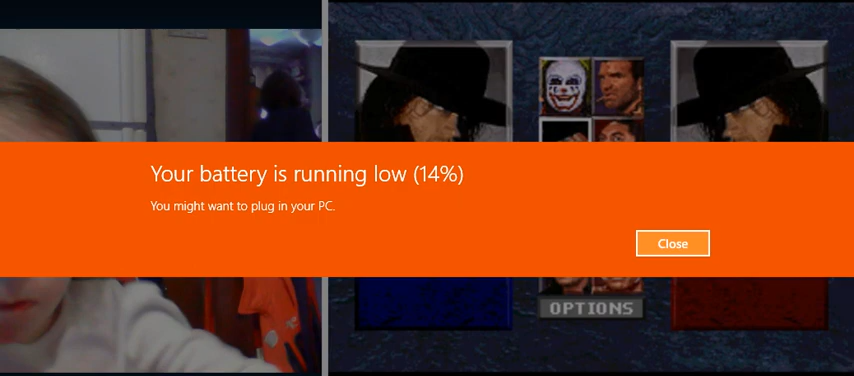 Your battery is running low (14%)
You might want to plug in your PC.
Close
OPTIONS